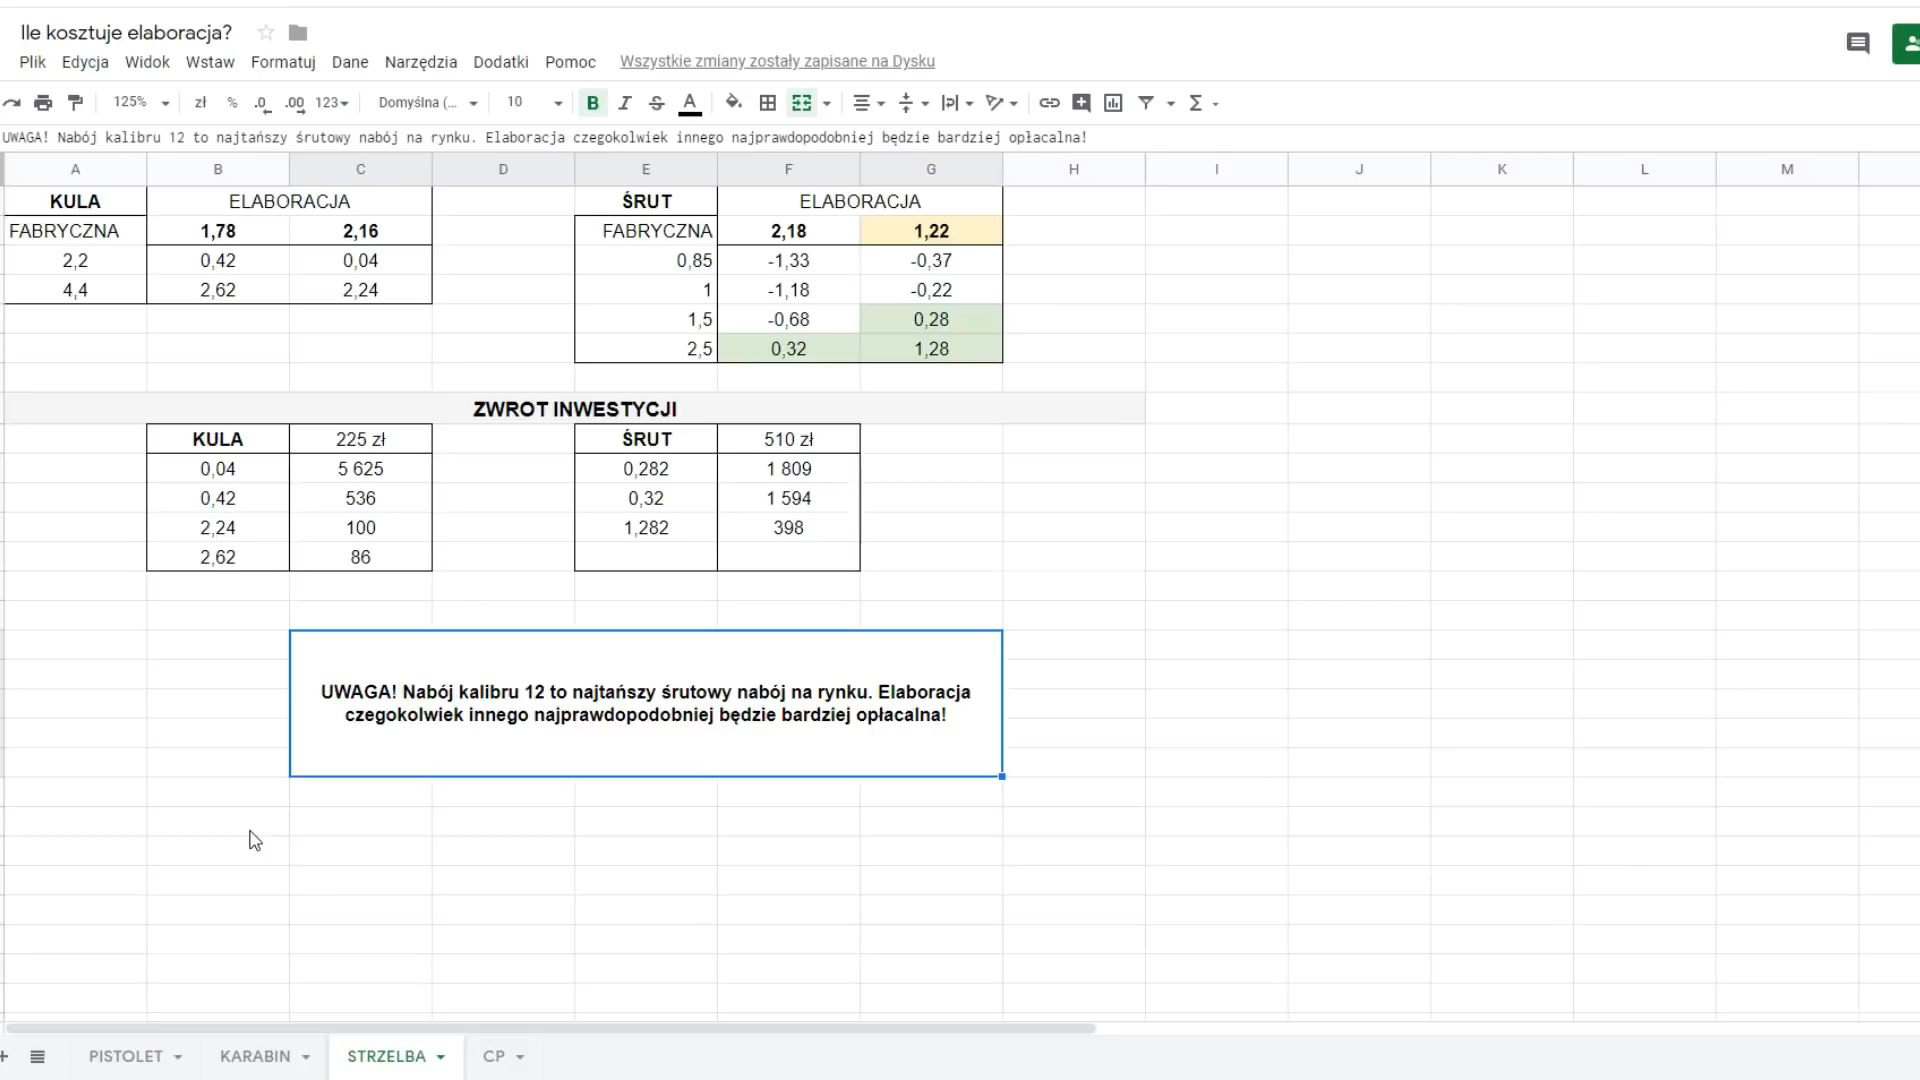 Ile kosztuje elaboracja?
Plik Edycja Widok Wstaw Formatuj Dane Narzędzia Dodatki Pomoc Wszystkie zmiany zostały zapisane na Dysku
125% zł % .0 .00 123 Domyślna (... 10 B I S A Σ
UWAGA! Nabój kalibru 12 to najtańszy śrutowy nabój na rynku. Elaboracja czegokolwiek innego najprawdopodobniej będzie bardziej opłacalna!
A B C D E F G H I J K L M
KULA ELABORACJA ŚRUT ELABORACJA
FABRYCZNA 1,78 2,16 FABRYCZNA 2,18 1,22
2,2 0,42 0,04 0,85 -1,33 -0,37
4,4 2,62 2,24 1 -1,18 -0,22
1,5 -0,68 0,28
2,5 0,32 1,28
ZWROT INWESTYCJI
KULA 225 zł ŚRUT 510 zł
0,04 5 625 0,282 1 809
0,42 536 0,32 1 594
2,24 100 1,282 398
2,62 86
UWAGA! Nabój kalibru 12 to najtańszy śrutowy nabój na rynku. Elaboracja
czegokolwiek innego najprawdopodobniej będzie bardziej opłacalna!
PISTOLET KARABIN STRZELBA CP